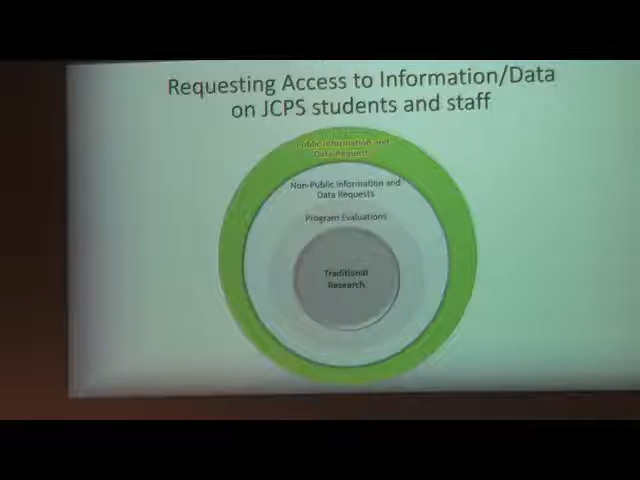 Requesting Access to Information/Data
on JCPS students and staff
Public Information and
Data Request
Non-Public Information and
Data Requests
Program Evaluations
Traditional
Research